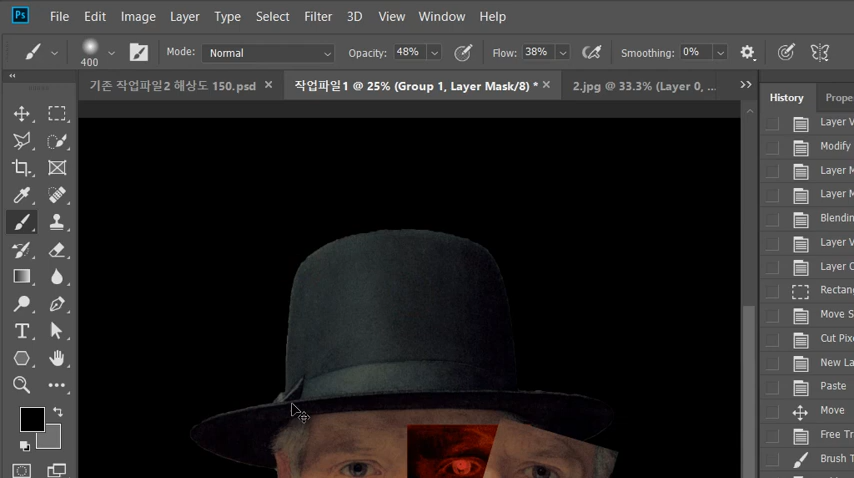 Ps File Edit Image Layer Type Select Filter 3D View Window Help
400 Mode: Normal Opacity: 48% Flow: 38% Smoothing: 0%
기존 작업파일2 해상도 150.psd × 작업파일1 @ 25% (Group 1, Layer Mask/8) * × 2.jpg @ 33.3% (Layer 0, ...
History Prope
Layer V
Modify
Layer M
Layer M
Blendin
Layer V
Layer O
Rectan
Move S
Cut Pix
New La
Paste
Move
Free Tr
Brush T